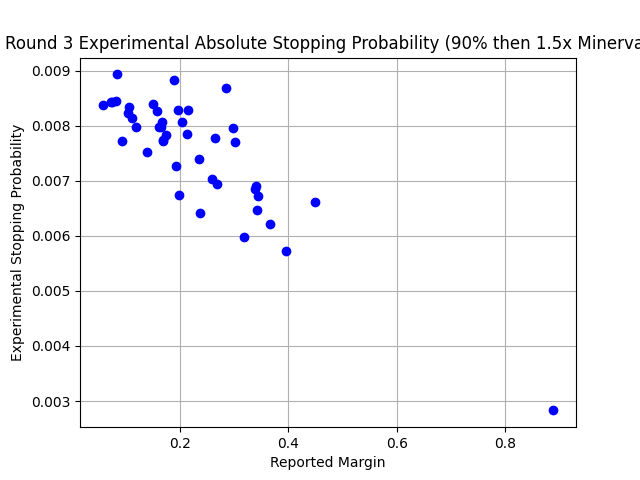 Round 3 Experimental Absolute Stopping Probability (90% then 1.5x
0.009
0.008
0.007
0.006
0.005
0.004
0.003
Experimental Stopping Probability
0.2 0.4 0.6 0.8
Reported Margin